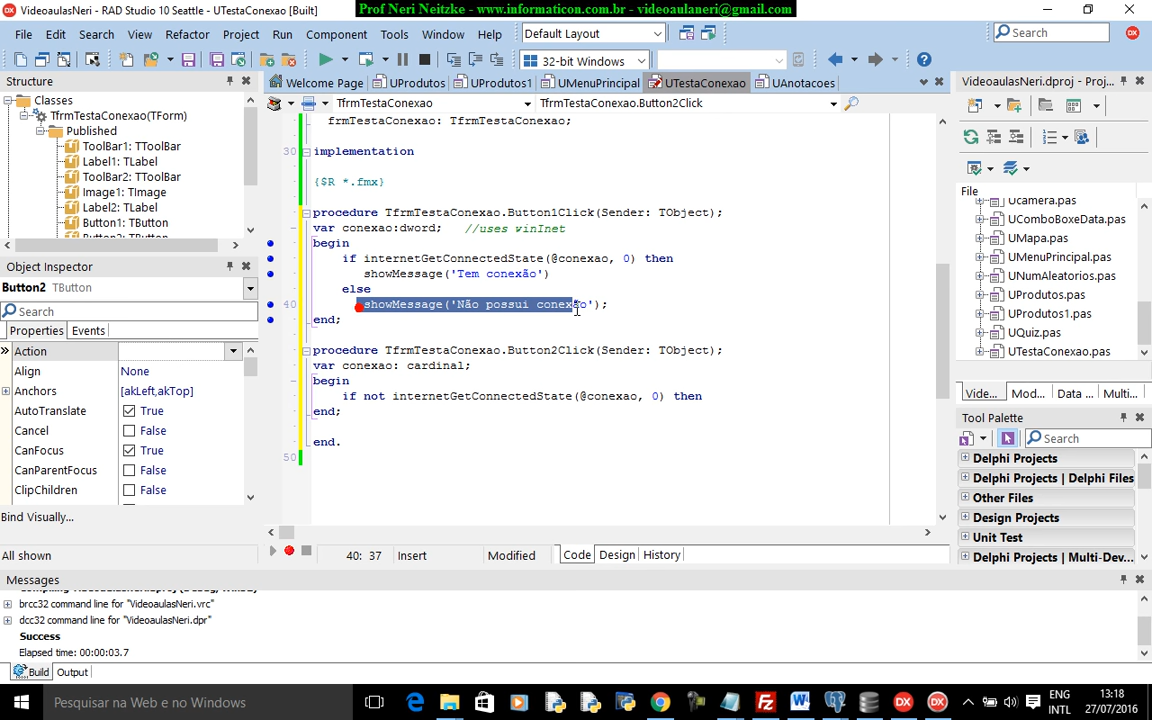 Prof Neri Neitzke - www.informaticon.com.br - videoaulaneri@gmail.com
VideoaulasNeri - RAD Studio 10 Seattle - UTestaConexao [Built]
File Edit Search View Refactor Project Run Component Tools Window Help
Default Layout
Search
32-bit Windows
Structure
Welcome Page UProdutos UProdutos1 UMenuPrincipal UTestaConexao UAnotacoes
VideoaulasNeri.dproj - Proj...
Classes
TfrmTestaConexao(TForm)
Published
ToolBar1: TToolBar
Label1: TLabel
ToolBar2: TToolBar
Image1: TImage
Label2: TLabel
Button1: TButton
TfrmTestaConexao
TfrmTestaConexao.Button2Click
frmTestaConexao: TfrmTestaConexao;
30 implementation
{$R *.fmx}
procedure TfrmTestaConexao.Button1Click(Sender: TObject);
var conexao:dword; //uses winInet
begin
if internetGetConnectedState(@conexao, 0) then
showMessage('Tem conexão')
else
40 showMessage('Não possui conexão');
end;
procedure TfrmTestaConexao.Button2Click(Sender: TObject);
var conexao: cardinal;
begin
if not internetGetConnectedState(@conexao, 0) then
end;
end.
50
Object Inspector
Button2 TButton
Search
Properties Events
Action
Align None
Anchors [akLeft,akTop]
AutoTranslate True
Cancel False
CanFocus True
CanParentFocus False
ClipChildren False
Bind Visually...
All shown
40: 37 Insert Modified Code Design History
File
UCamera.pas
UComboBoxeData.pas
UMapa.pas
UMenuPrincipal.pas
UNumAleatorios.pas
UProdutos.pas
UProdutos1.pas
UQuiz.pas
UTestaConexao.pas
Vide... Mod... Data ... Multi...
Tool Palette
Search
Delphi Projects
Delphi Projects | Delphi Files
Other Files
Design Projects
Unit Test
Delphi Projects | Multi-Dev...
Messages
brcc32 command line for "VideoaulasNeri.vrc"
dcc32 command line for "VideoaulasNeri.dpr"
Success
Elapsed time: 00:00:03.7
Build Output
Pesquisar na Web e no Windows
ENG
INTL
13:18
27/07/2016